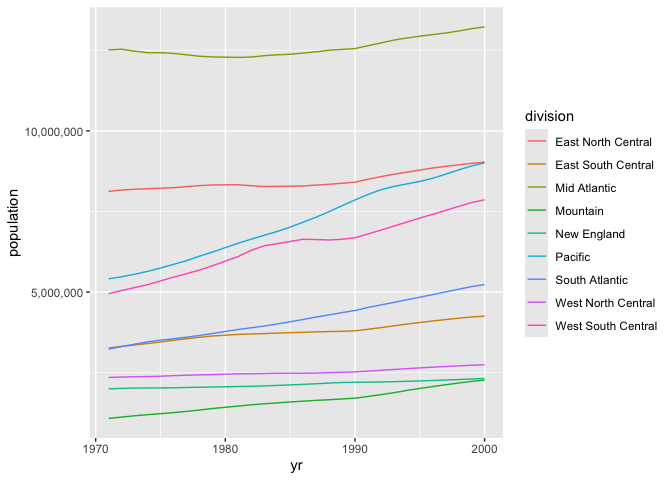 10,000,000
5,000,000
population
1970
1980
1990
2000
yr
division
East North Central
East South Central
Mid Atlantic
Mountain
New England
Pacific
South Atlantic
West North Central
West South Central